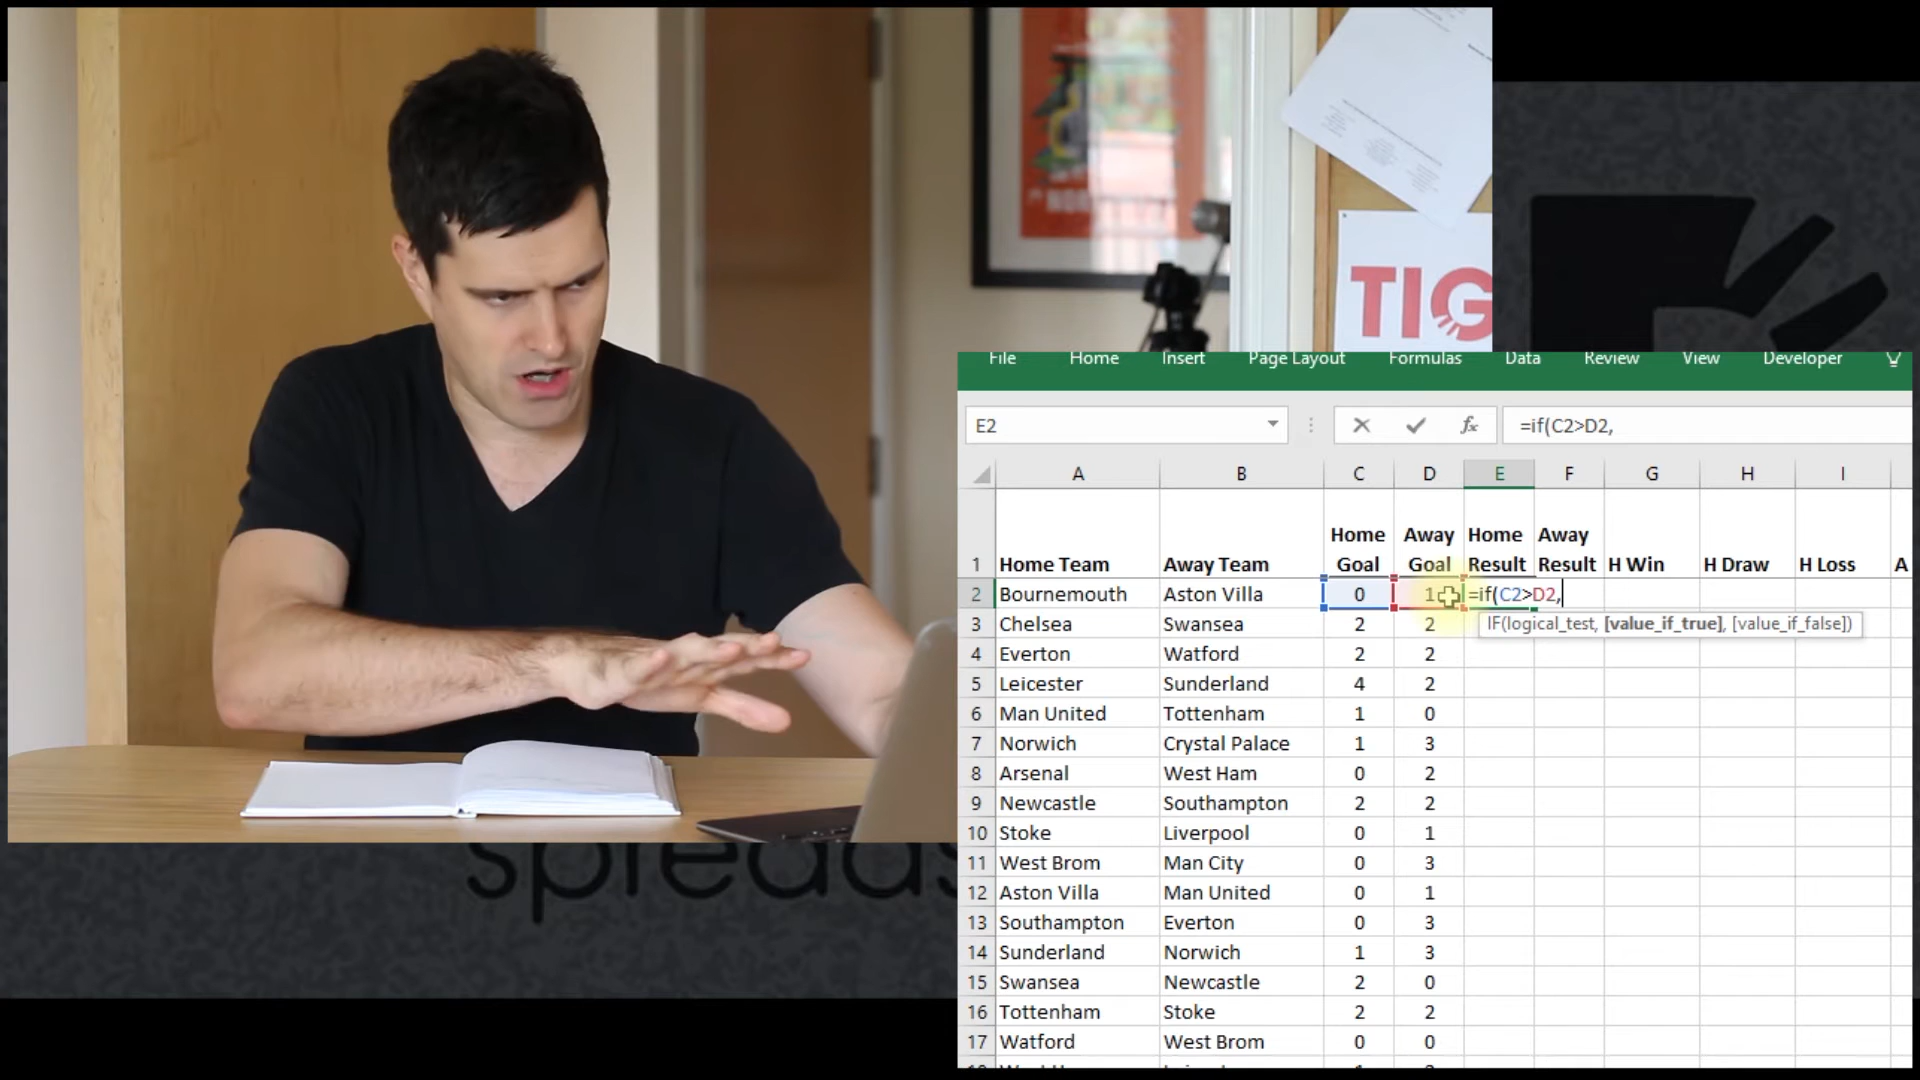 TIG
File Home Insert Page Layout Formulas Data Review View Developer
E2 fx =if(C2>D2,
A B C D E F G H I
Home Away Home Away
1 Home Team Away Team Goal Goal Result Result H Win H Draw H Loss A
2 Bournemouth Aston Villa 0 1 =if(C2>D2,
3 Chelsea Swansea 2 2 IF(logical_test, [value_if_true], [value_if_false])
4 Everton Watford 2 2
5 Leicester Sunderland 4 2
6 Man United Tottenham 1 0
7 Norwich Crystal Palace 1 3
8 Arsenal West Ham 0 2
9 Newcastle Southampton 2 2
10 Stoke Liverpool 0 1
11 West Brom Man City 0 3
12 Aston Villa Man United 0 1
13 Southampton Everton 0 3
14 Sunderland Norwich 1 3
15 Swansea Newcastle 2 0
16 Tottenham Stoke 2 2
17 Watford West Brom 0 0
spreads